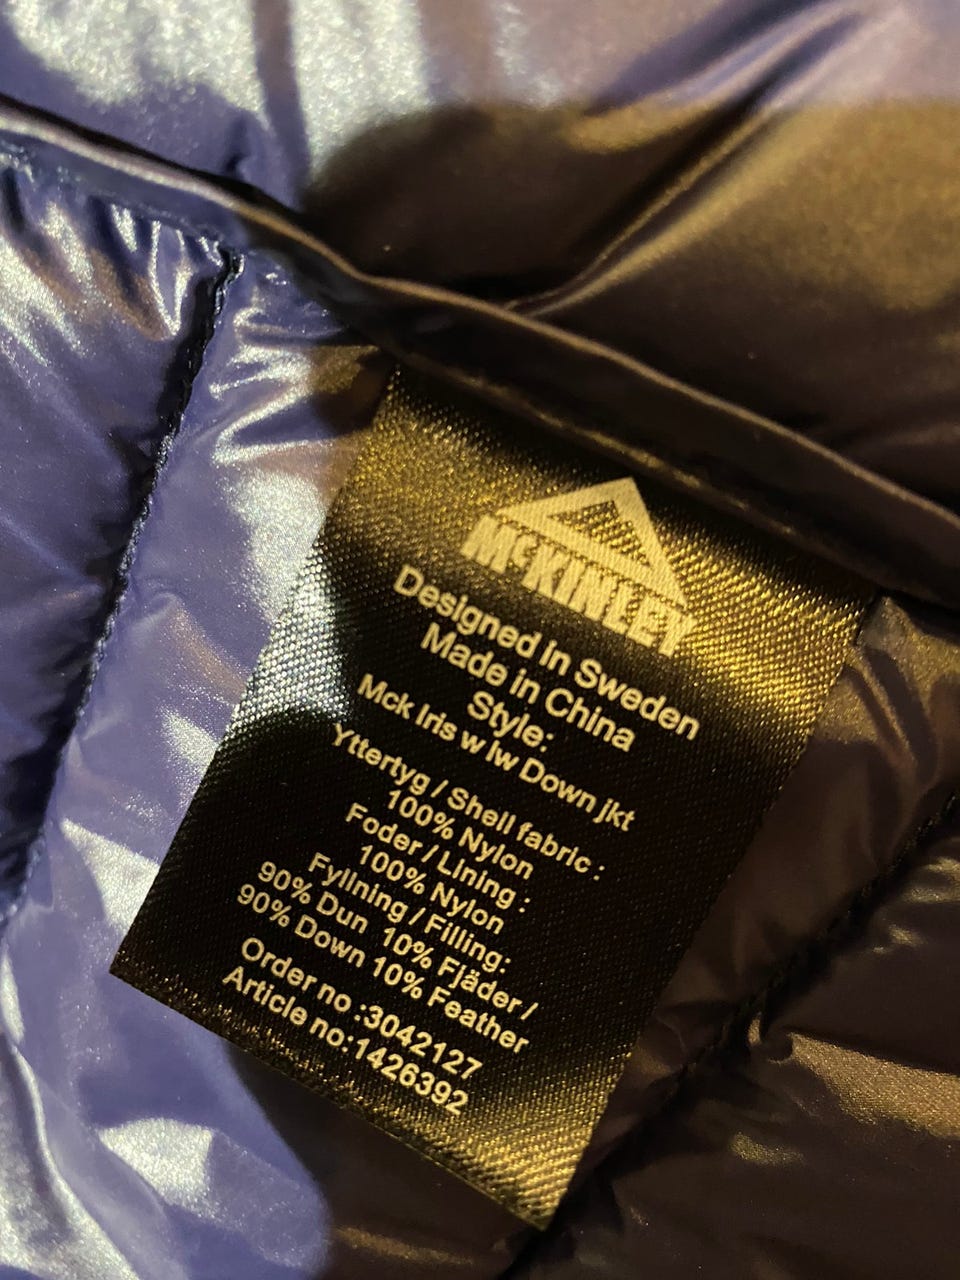 McKINLEY
Designed in Sweden
Made in China
Style:
Mck Iris w lw Down jkt
Yttertyg / Shell fabric :
100% Nylon
Foder / Lining :
100% Nylon
Fyllning / Filling:
90% Dun 10% Fjäder /
90% Down 10% Feather
Order no :3042127
Article no:1426392